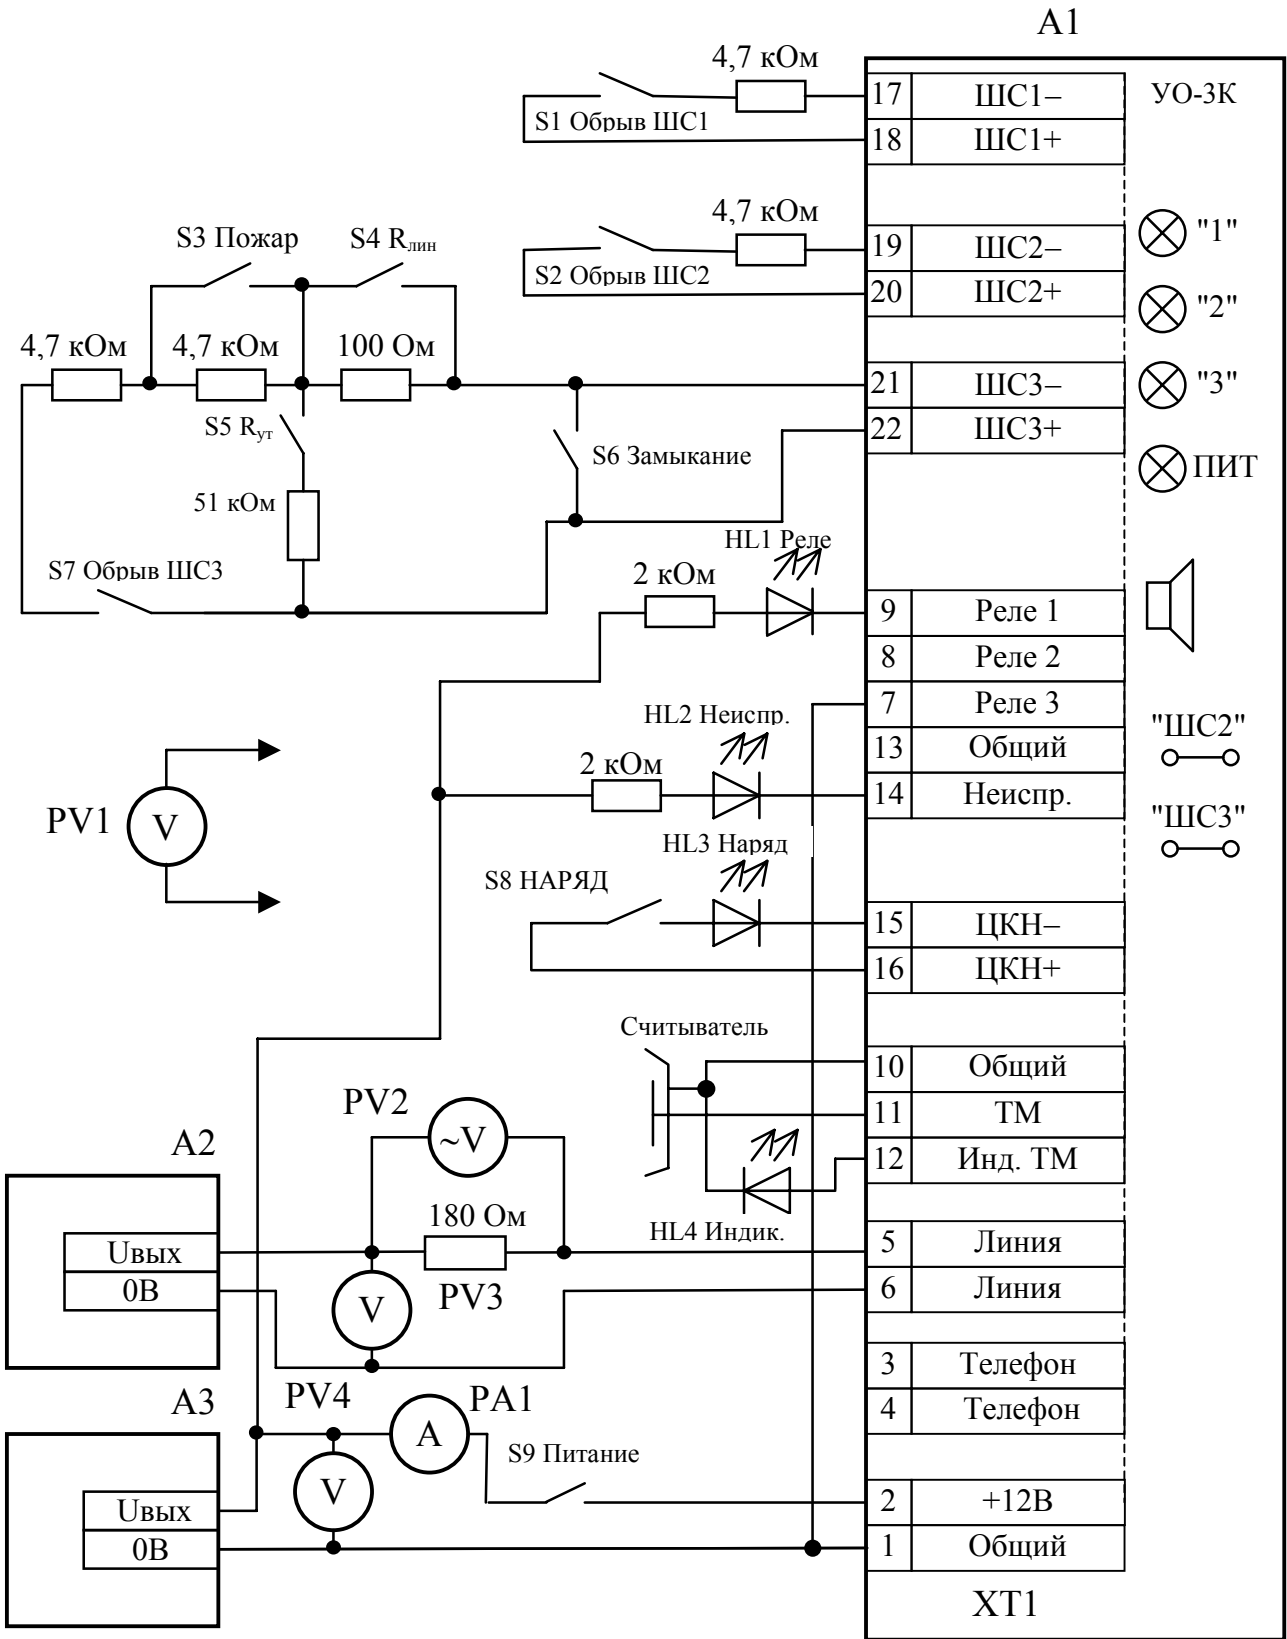 А1
4,7 кОм
17 ШС1– УО-3К
S1 Обрыв ШС1
18 ШС1+
4,7 кОм
S3 Пожар S4 Rлин
19 ШС2– "1"
S2 Обрыв ШС2
20 ШС2+ "2"
4,7 кОм 4,7 кОм 100 Ом
21 ШС3– "3"
S5 Rут
22 ШС3+
S6 Замыкание ПИТ
51 кОм
HL1 Реле
S7 Обрыв ШС3
2 кОм
9 Реле 1
8 Реле 2
7 Реле 3
HL2 Неиспр.
"ШС2"
13 Общий
2 кОм
14 Неиспр.
PV1 V
"ШС3"
HL3 Наряд
S8 НАРЯД
15 ЦКН–
16 ЦКН+
Считыватель
10 Общий
PV2
11 ТМ
~V
А2
12 Инд. ТМ
180 Ом
HL4 Индик.
Uвых
5 Линия
0В
6 Линия
V PV3
3 Телефон
А3 PV4 PA1
4 Телефон
A
S9 Питание
V
Uвых
2 +12В
0В
1 Общий
XT1